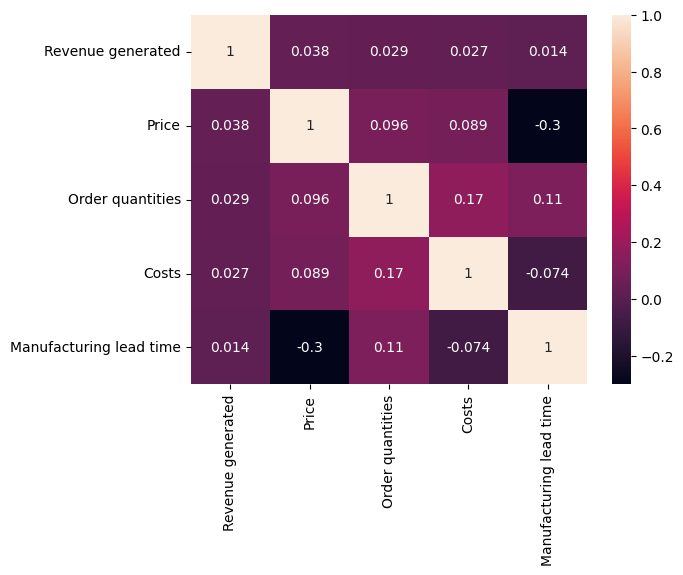 Revenue generated 1 0.038 0.029 0.027 0.014
Price 0.038 1 0.096 0.089 -0.3
Order quantities 0.029 0.096 1 0.17 0.11
Costs 0.027 0.089 0.17 1 -0.074
Manufacturing lead time 0.014 -0.3 0.11 -0.074 1
Revenue generated
Price
Order quantities
Costs
Manufacturing lead time
1.0
0.8
0.6
0.4
0.2
0.0
−0.2